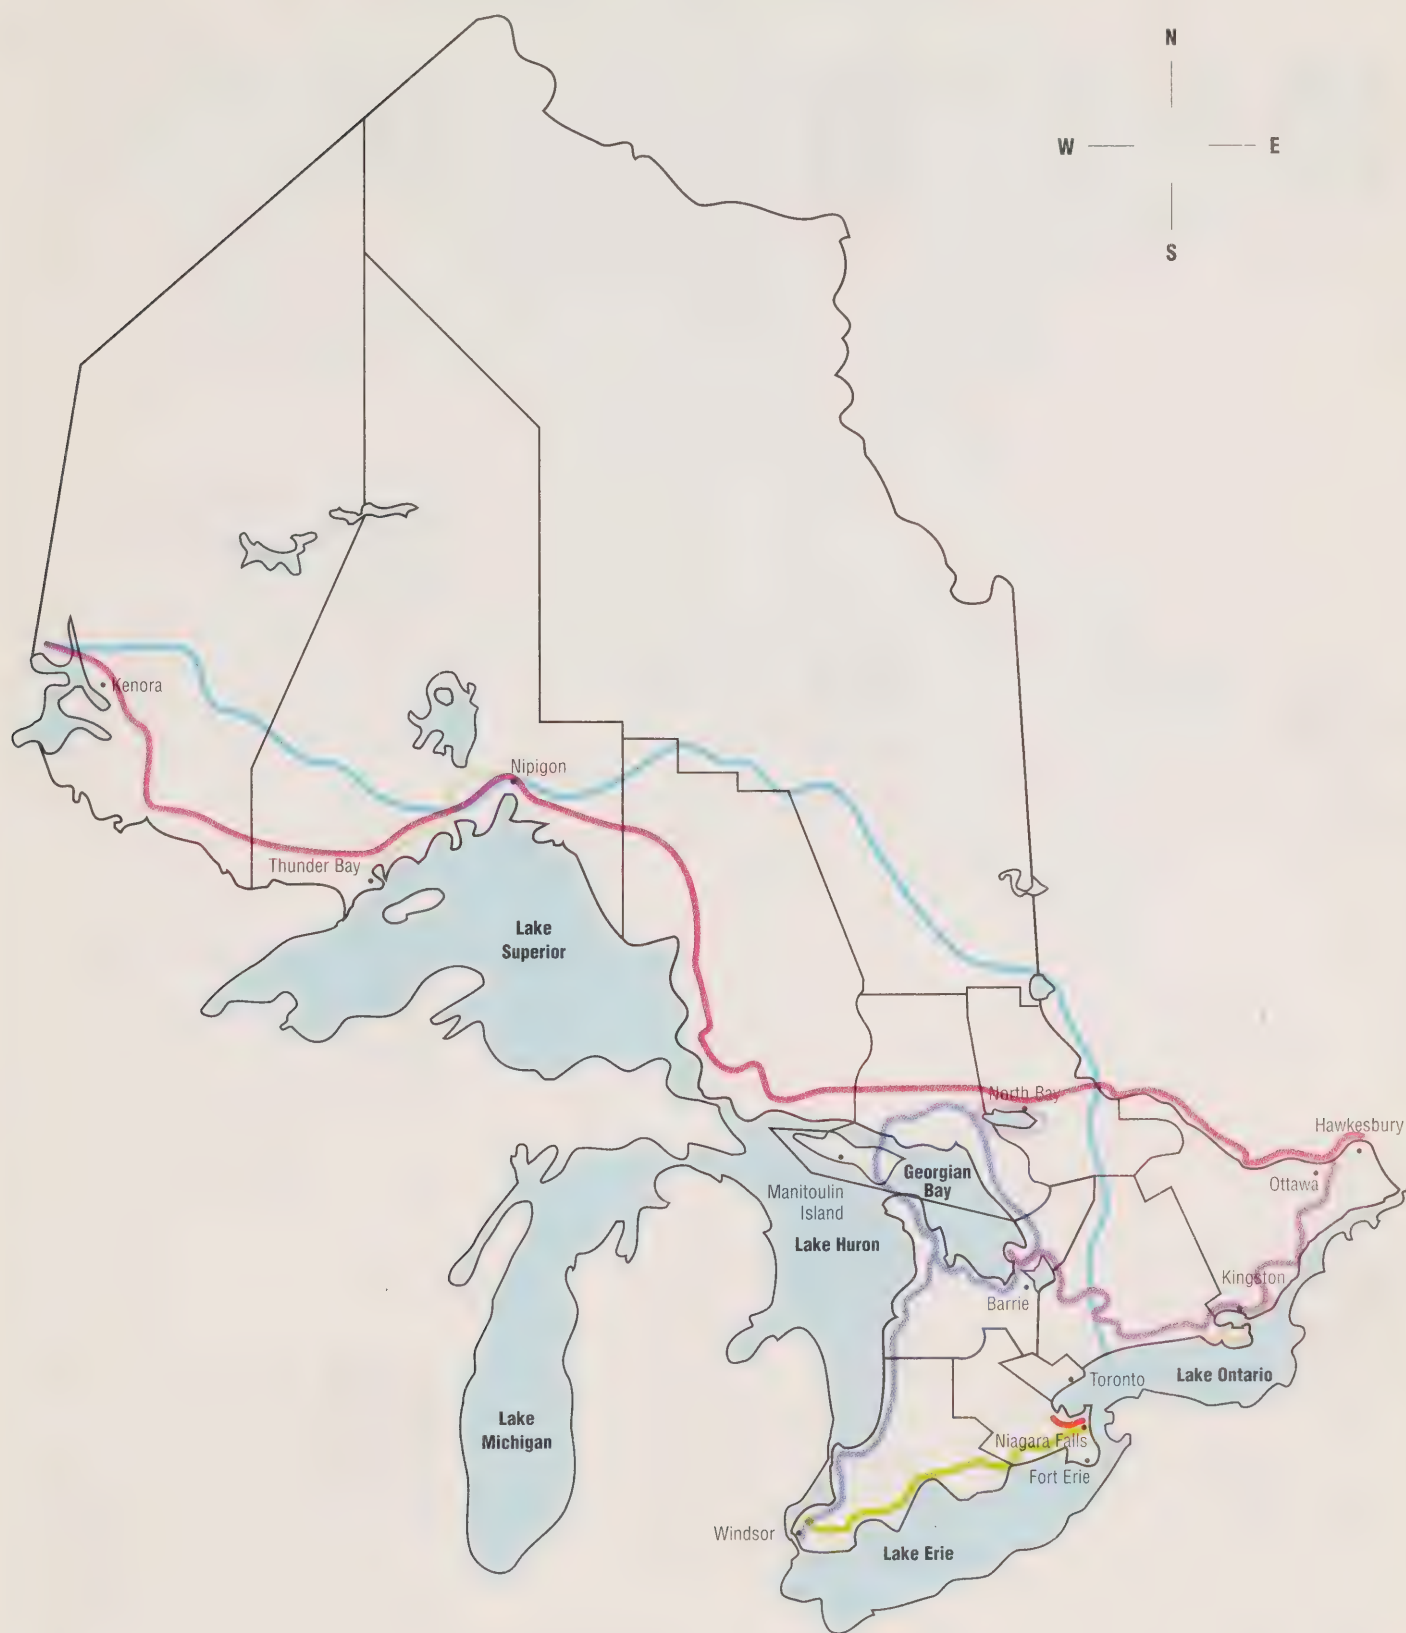 N
W
E
S
Kenora
Nipigon
Thunder Bay
Lake
Superior
North Bay
Hawkesbury
Georgian
Bay
Ottawa
Manitoulin
Island
Lake Huron
Kingston
Barrie
Toronto
Lake Ontario
Lake
Michigan
Niagara Falls
Fort Erie
Windsor
Lake Erie